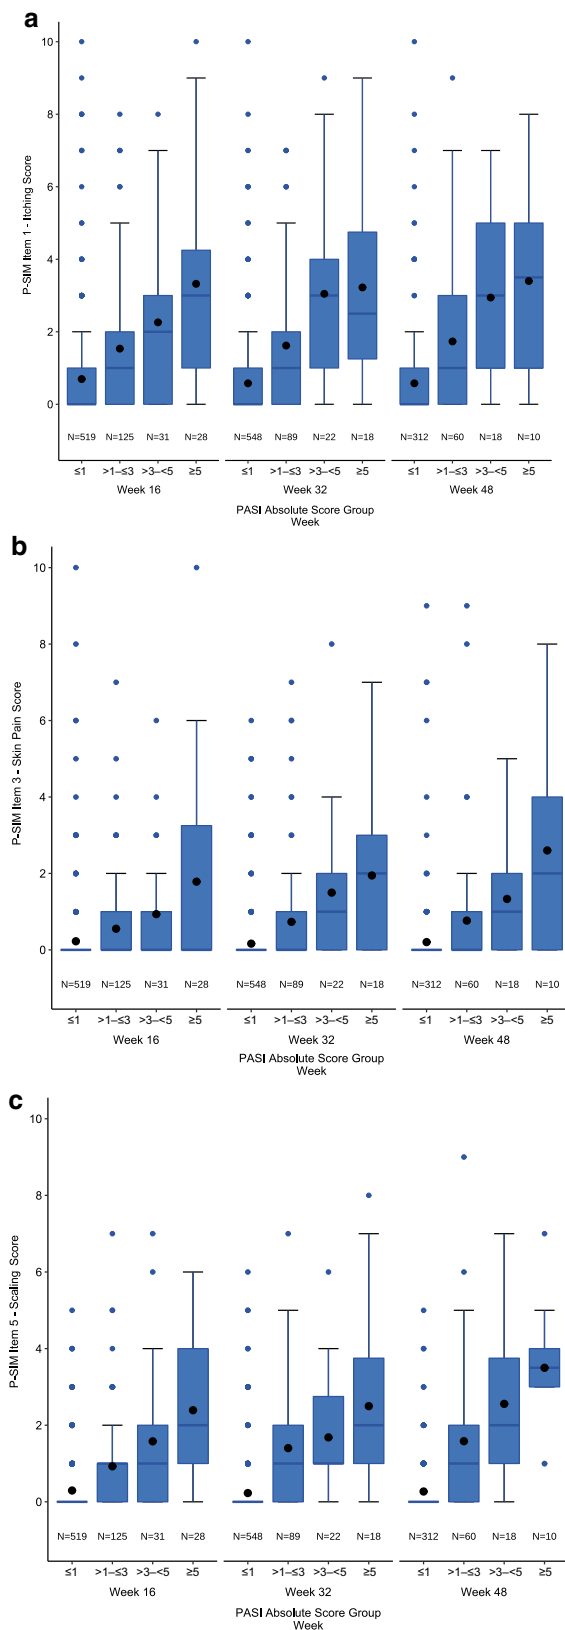 a
P-SIM Item 1 - Itching Score
10
8
6
4
2
0
N=519 N=125 N=31 N=28 N=548 N=89 N=22 N=18 N=312 N=60 N=18 N=10
≤1 >1–≤3 >3–<5 ≥5 ≤1 >1–≤3 >3–<5 ≥5 ≤1 >1–≤3 >3–<5 ≥5
Week 16 Week 32 Week 48
PASI Absolute Score Group
Week
b
P-SIM Item 3 - Skin Pain Score
10
8
6
4
2
0
N=519 N=125 N=31 N=28 N=548 N=89 N=22 N=18 N=312 N=60 N=18 N=10
≤1 >1–≤3 >3–<5 ≥5 ≤1 >1–≤3 >3–<5 ≥5 ≤1 >1–≤3 >3–<5 ≥5
Week 16 Week 32 Week 48
PASI Absolute Score Group
Week
c
P-SIM Item 5 - Scaling Score
10
8
6
4
2
0
N=519 N=125 N=31 N=28 N=548 N=89 N=22 N=18 N=312 N=60 N=18 N=10
≤1 >1–≤3 >3–<5 ≥5 ≤1 >1–≤3 >3–<5 ≥5 ≤1 >1–≤3 >3–<5 ≥5
Week 16 Week 32 Week 48
PASI Absolute Score Group
Week